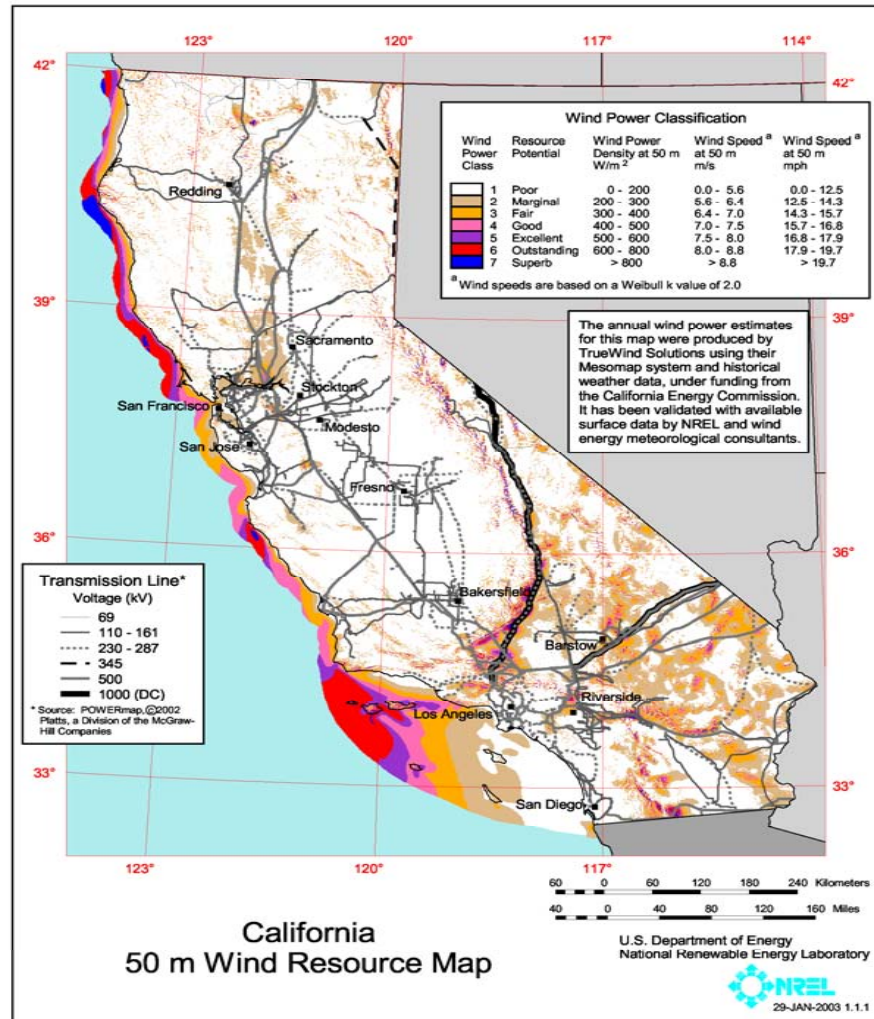 123°
120°
117°
114°
42°
42°
Wind Power Classification
Wind Power Class Resource Potential Wind Power Density at 50 m W/m 2 Wind Speed a at 50 m m/s Wind Speed a at 50 m mph
1 Poor 0 - 200 0.0 - 5.6 0.0 - 12.5
2 Marginal 200 - 300 5.6 - 6.4 12.5 - 14.3
3 Fair 300 - 400 6.4 - 7.0 14.3 - 15.7
4 Good 400 - 500 7.0 - 7.5 15.7 - 16.8
5 Excellent 500 - 600 7.5 - 8.0 16.8 - 17.9
6 Outstanding 600 - 800 8.0 - 8.8 17.9 - 19.7
7 Superb > 800 > 8.8 > 19.7
a Wind speeds are based on a Weibull k value of 2.0
Redding
39°
39°
The annual wind power estimates
for this map were produced by
TrueWind Solutions using their
Mesomap system and historical
weather data, under funding from
the California Energy Commission.
It has been validated with available
surface data by NREL and wind
energy meteorological consultants.
Sacramento
Stockton
San Francisco
Modesto
San Jose
Fresno
36°
36°
Transmission Line*
Voltage (kV)
69
110 - 161
230 - 287
345
500
1000 (DC)
* Source: POWERmap, ©2002
Platts, a Division of the McGraw-
Hill Companies
Bakersfield
Barstow
Riverside
Los Angeles
33°
33°
San Diego
123°
120°
117°
60 0 60 120 180 240 Kilometers
40 0 40 80 120 160 Miles
California
50 m Wind Resource Map
U.S. Department of Energy
National Renewable Energy Laboratory
NREL
29-JAN-2003 1.1.1